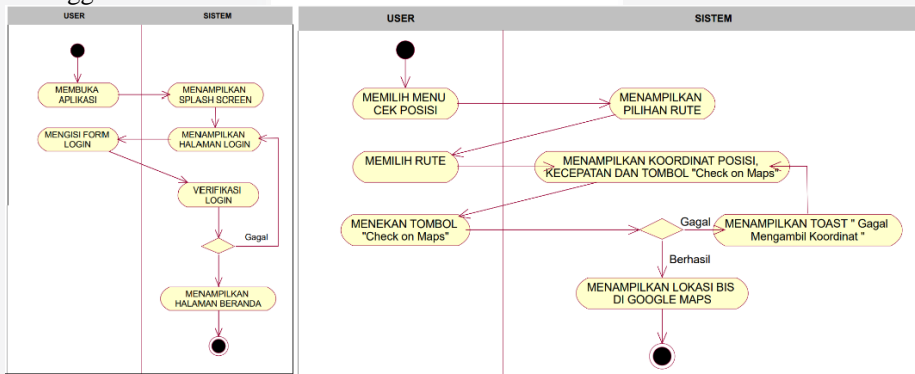 USER
SISTEM
MEMBUKA
APLIKASI
MENAMPILKAN
SPLASH SCREEN
MENGISI FORM
LOGIN
MENAMPILKAN
HALAMAN LOGIN
VERIFIKASI
LOGIN
Gagal
MENAMPILKAN
HALAMAN BERANDA
USER
SISTEM
MEMILIH MENU
CEK POSISI
MENAMPILKAN
PILIHAN RUTE
MEMILIH RUTE
MENAMPILKAN KOORDINAT POSISI,
KECEPATAN DAN TOMBOL "Check on Maps"
MENEKAN TOMBOL
"Check on Maps"
Gagal
MENAMPILKAN TOAST " Gagal
Mengambil Koordinat "
Berhasil
MENAMPILKAN LOKASI BIS
DI GOOGLE MAPS